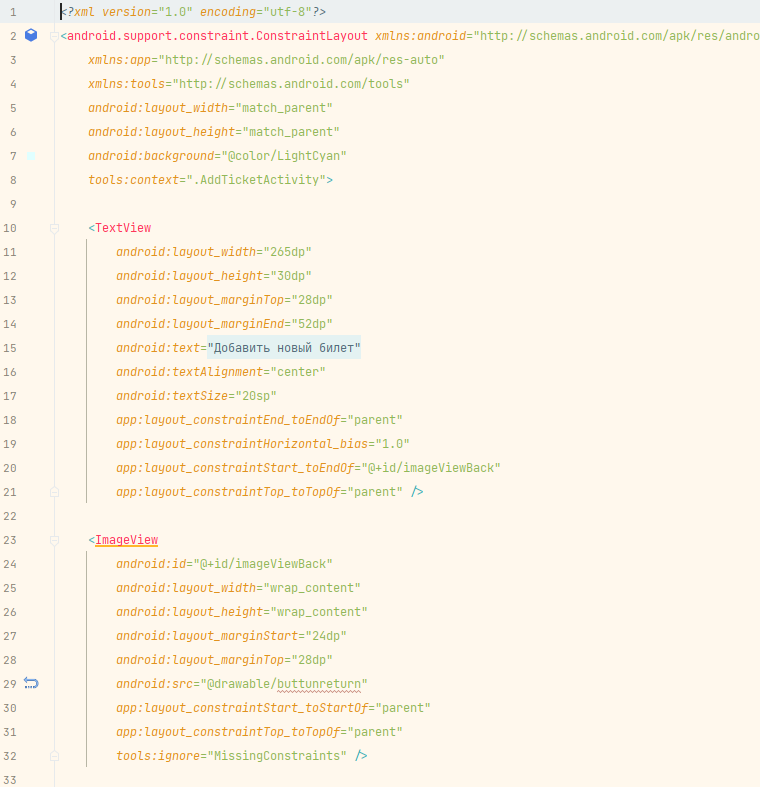 1 <?xml version="1.0" encoding="utf-8"?>
2 <android.support.constraint.ConstraintLayout xmlns:android="http://schemas.android.com/apk/res/andro
3 xmlns:app="http://schemas.android.com/apk/res-auto"
4 xmlns:tools="http://schemas.android.com/tools"
5 android:layout_width="match_parent"
6 android:layout_height="match_parent"
7 android:background="@color/LightCyan"
8 tools:context=".AddTicketActivity">
9
10 <TextView
11 android:layout_width="265dp"
12 android:layout_height="30dp"
13 android:layout_marginTop="28dp"
14 android:layout_marginEnd="52dp"
15 android:text="Добавить новый билет"
16 android:textAlignment="center"
17 android:textSize="20sp"
18 app:layout_constraintEnd_toEndOf="parent"
19 app:layout_constraintHorizontal_bias="1.0"
20 app:layout_constraintStart_toEndOf="@+id/imageViewBack"
21 app:layout_constraintTop_toTopOf="parent" />
22
23 <ImageView
24 android:id="@+id/imageViewBack"
25 android:layout_width="wrap_content"
26 android:layout_height="wrap_content"
27 android:layout_marginStart="24dp"
28 android:layout_marginTop="28dp"
29 android:src="@drawable/buttunreturn"
30 app:layout_constraintStart_toStartOf="parent"
31 app:layout_constraintTop_toTopOf="parent"
32 tools:ignore="MissingConstraints" />
33